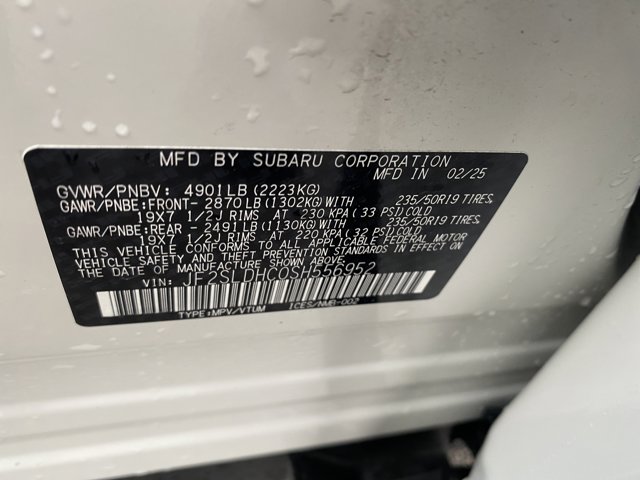 MFD BY SUBARU CORPORATION
MFD IN 02/25
GVWR/PNBV: 4901LB(2223KG)
GAWR/PNBE:FRONT- 2870LB(1302KG)WITH 235/50R19 TIRES,
19X7 1/2J RIMS AT 230 KPA(33 PSI)COLD
GAWR/PNBE:REAR - 2491LB(1130KG)WITH 235/50R19 TIRES,
19X7 1/2J RIMS AT 220 KPA(32 PSI)COLD
THIS VEHICLE CONFORMS TO ALL APPLICABLE FEDERAL MOTOR
VEHICLE SAFETY AND THEFT PREVENTION STANDARDS
IN EFFECT ON THE DATE OF MANUFACTURE SHOWN ABOVE.
VIN: JF2SLDHC0SH556952
TYPE:MPV/VTUM ICES/NMB-002